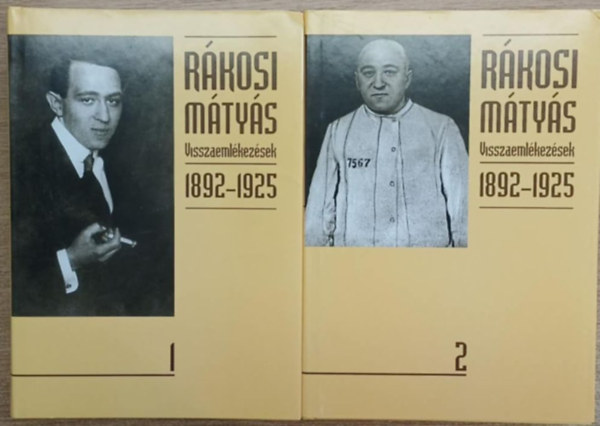 RÁKOSI
MÁTYÁS
Visszaemlékezések
1892-1925
1
RÁKOSI
MÁTYÁS
Visszaemlékezések
1892-1925
7567
2